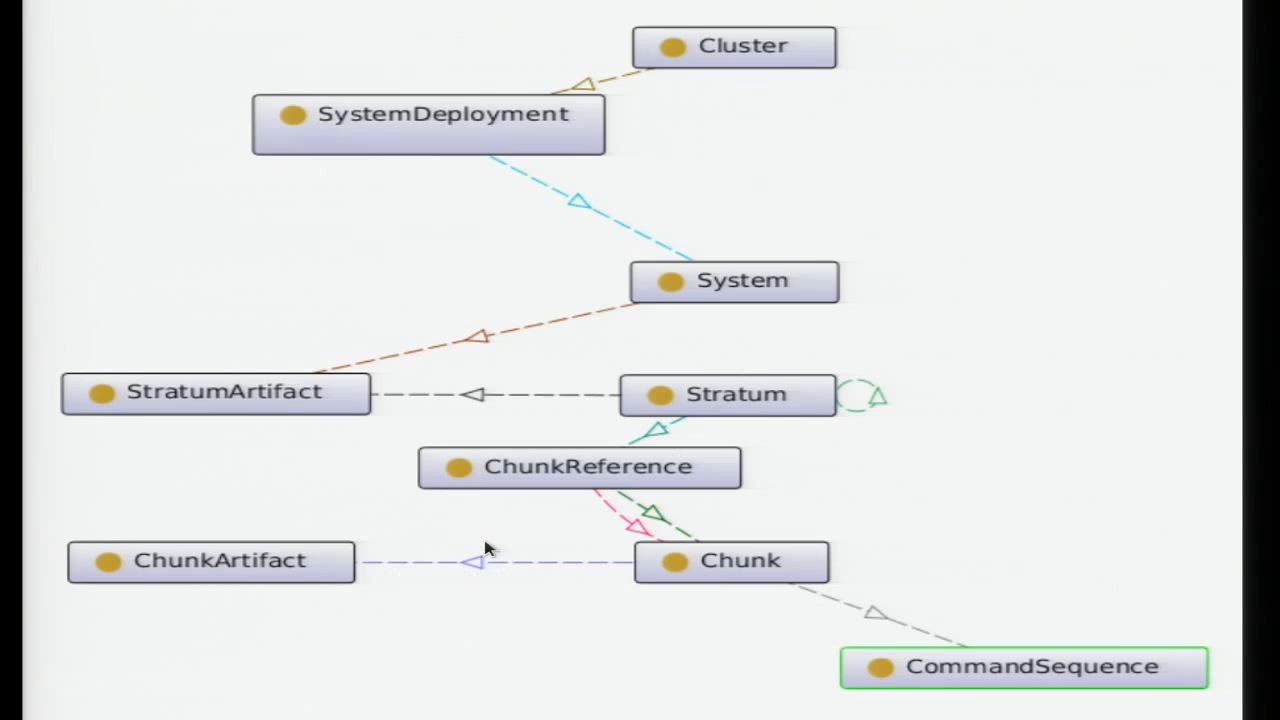 Cluster
SystemDeployment
System
StratumArtifact
Stratum
ChunkReference
ChunkArtifact
Chunk
CommandSequence